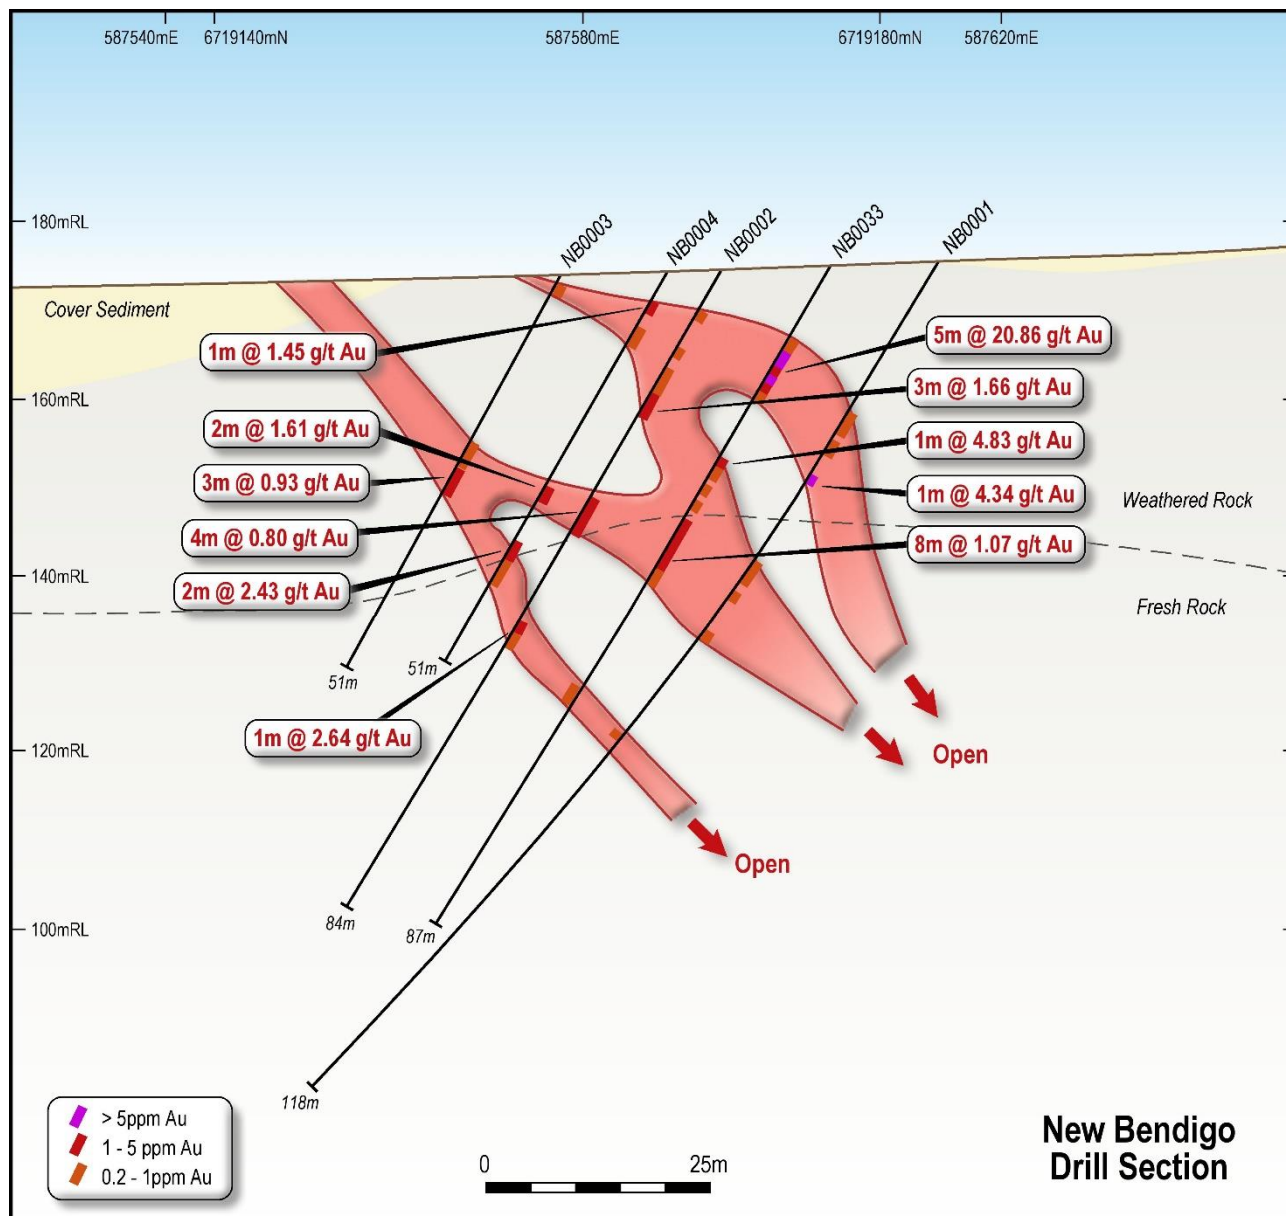 587540mE
6719140mN
587580mE
6719180mN
587620mE
180mRL
NB0003
NB0004
NB0002
NB0033
NB0001
Cover Sediment
1m @ 1.45 g/t Au
5m @ 20.86 g/t Au
160mRL
3m @ 1.66 g/t Au
2m @ 1.61 g/t Au
1m @ 4.83 g/t Au
3m @ 0.93 g/t Au
1m @ 4.34 g/t Au
Weathered Rock
4m @ 0.80 g/t Au
8m @ 1.07 g/t Au
140mRL
2m @ 2.43 g/t Au
Fresh Rock
51m
51m
1m @ 2.64 g/t Au
120mRL
Open
Open
84m
87m
100mRL
118m
> 5ppm Au
1 - 5 ppm Au
0.2 - 1ppm Au
0
25m
New Bendigo
Drill Section